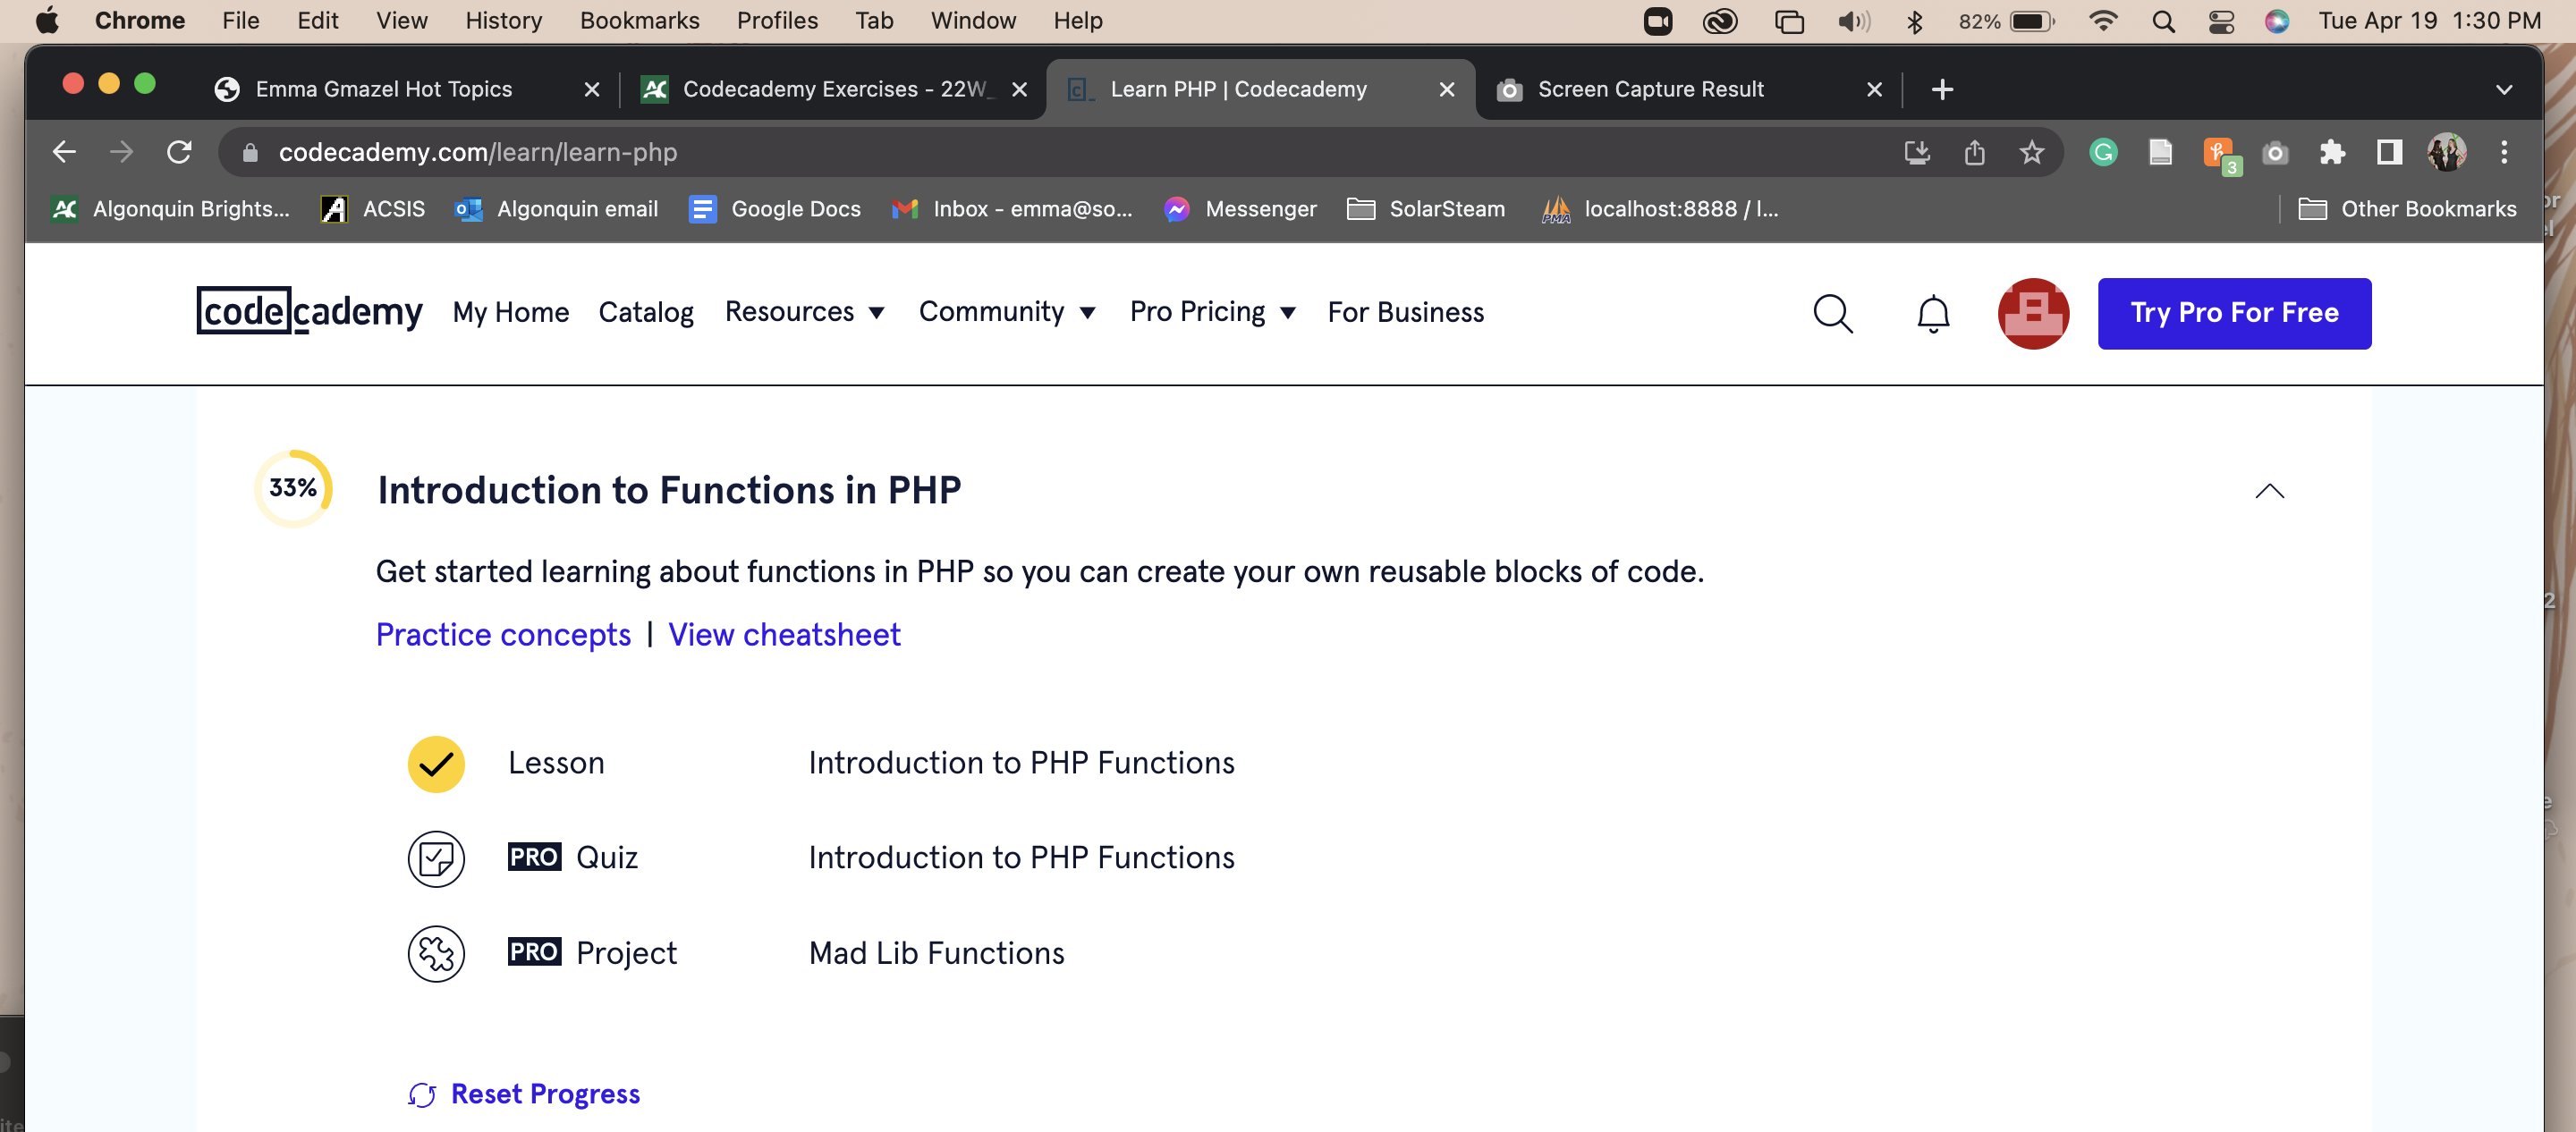 Chrome File Edit View History Bookmarks Profiles Tab Window Help 82% Tue Apr 19 1:30 PM
Emma Gmazel Hot Topics Codecademy Exercises - 22W_ Learn PHP | Codecademy Screen Capture Result
codecademy.com/learn/learn-php 3
Algonquin Brights... ACSIS Algonquin email Google Docs Inbox - emma@so... Messenger SolarSteam localhost:8888 / l... Other Bookmarks
codecademy My Home Catalog Resources Community Pro Pricing For Business Try Pro For Free
33% Introduction to Functions in PHP
Get started learning about functions in PHP so you can create your own reusable blocks of code.
Practice concepts | View cheatsheet
Lesson Introduction to PHP Functions
PRO Quiz Introduction to PHP Functions
PRO Project Mad Lib Functions
Reset Progress